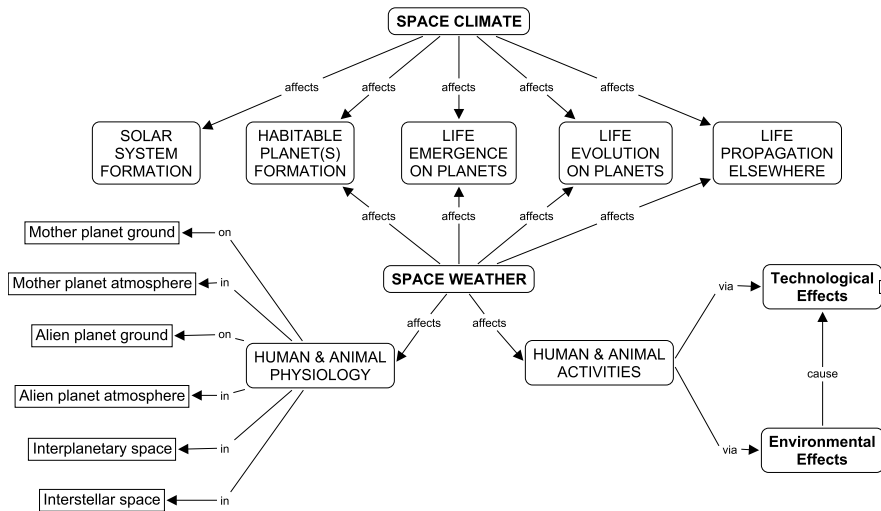 SPACE CLIMATE
affects
affects
affects
affects
affects
SOLAR
SYSTEM
FORMATION
HABITABLE
PLANET(S)
FORMATION
LIFE
EMERGENCE
ON PLANETS
LIFE
EVOLUTION
ON PLANETS
LIFE
PROPAGATION
ELSEWHERE
affects
affects
affects
affects
SPACE WEATHER
affects
affects
Mother planet ground
on
Mother planet atmosphere
in
Alien planet ground
on
Alien planet atmosphere
in
Interplanetary space
in
Interstellar space
in
HUMAN & ANIMAL
PHYSIOLOGY
HUMAN & ANIMAL
ACTIVITIES
via
Technological
Effects
cause
via
Environmental
Effects